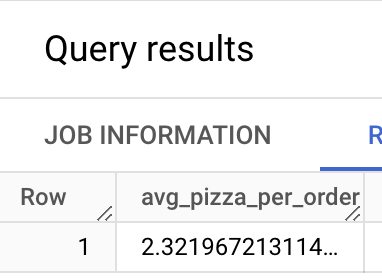 Query results
JOB INFORMATION R
Row avg_pizza_per_order
1 2.321967213114...